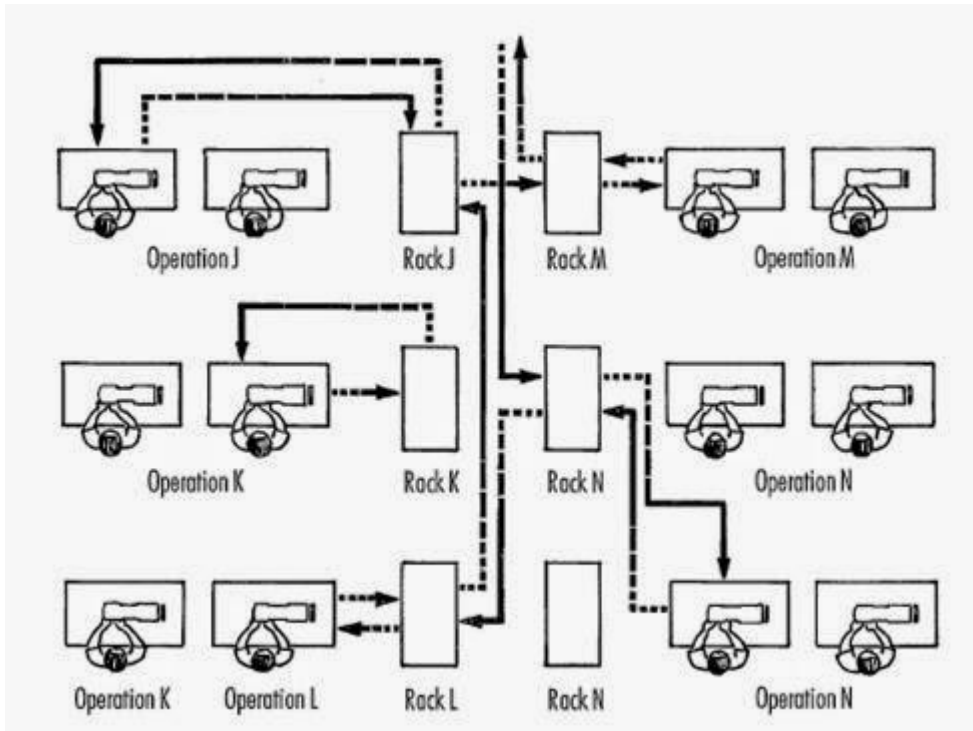 Operation J
Rack J
Rack M
Operation M
Operation K
Rack K
Rack N
Operation N
Operation K
Operation L
Rack L
Rack N
Operation N